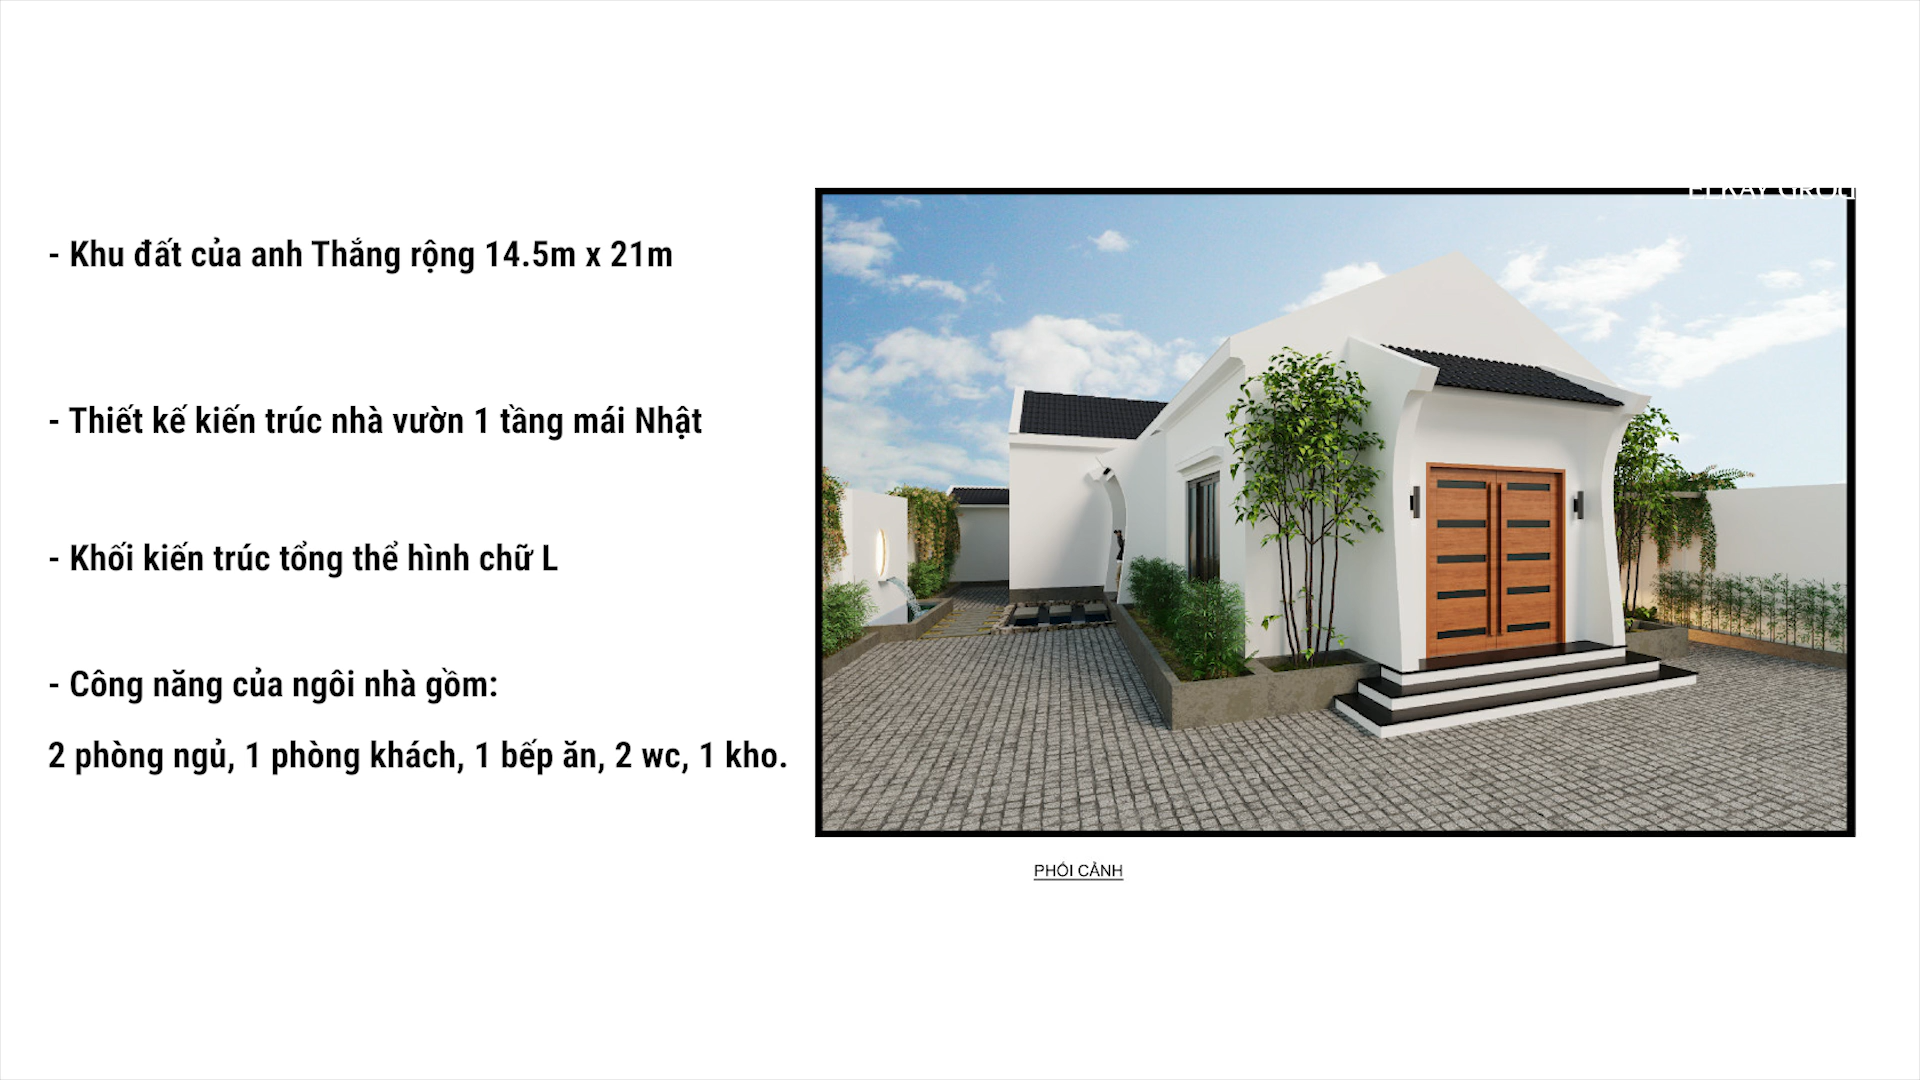 - Khu đất của anh Thắng rộng 14.5m x 21m
- Thiết kế kiến trúc nhà vườn 1 tầng mái Nhật
- Khối kiến trúc tổng thể hình chữ L
- Công năng của ngôi nhà gồm:
2 phòng ngủ, 1 phòng khách, 1 bếp ăn, 2 wc, 1 kho.
PHỐI CẢNH